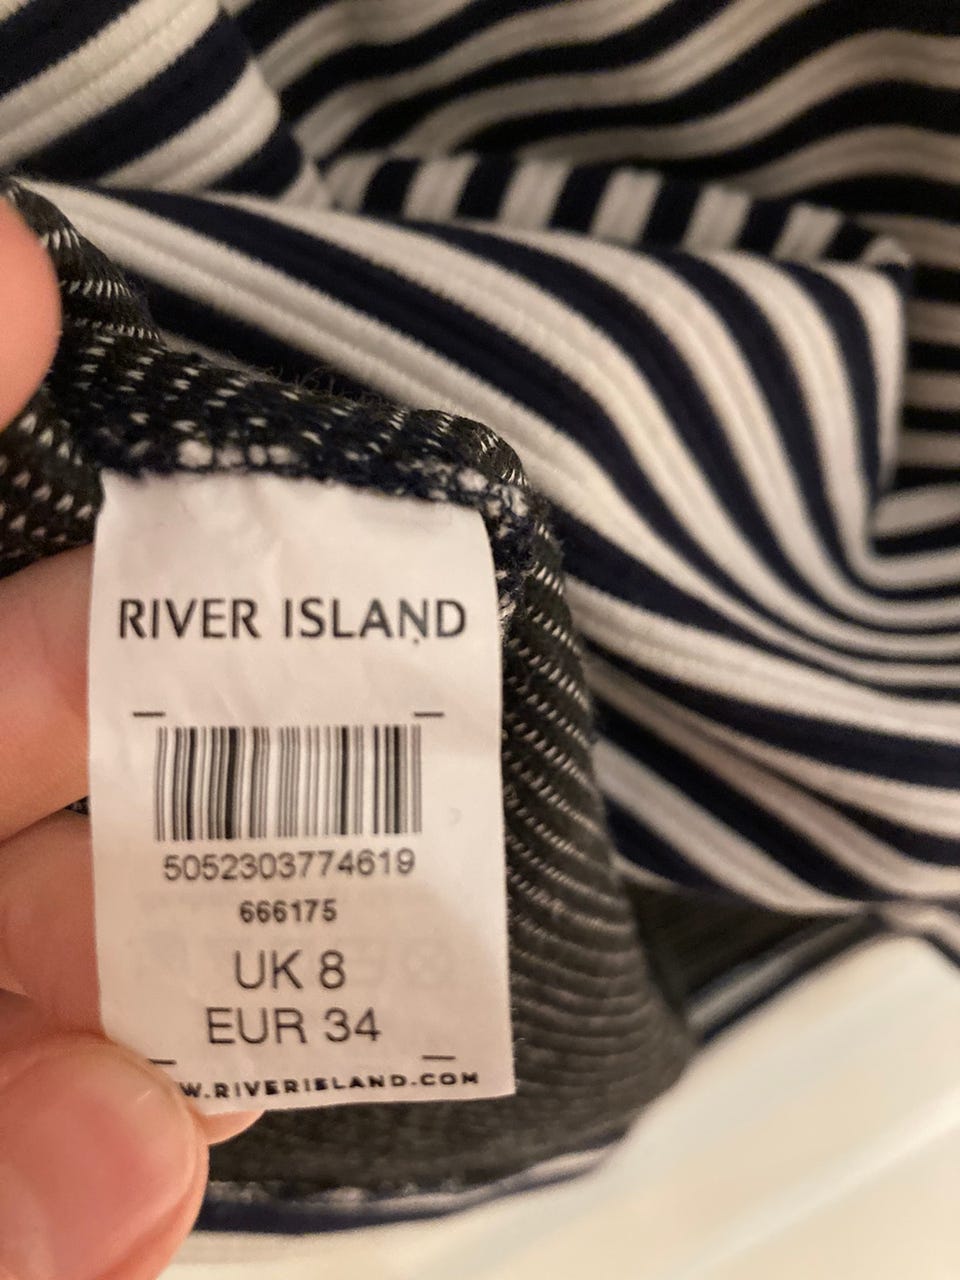 RIVER ISLAND
5052303774619
666175
UK 8
EUR 34
W.RIVERISLAND.COM